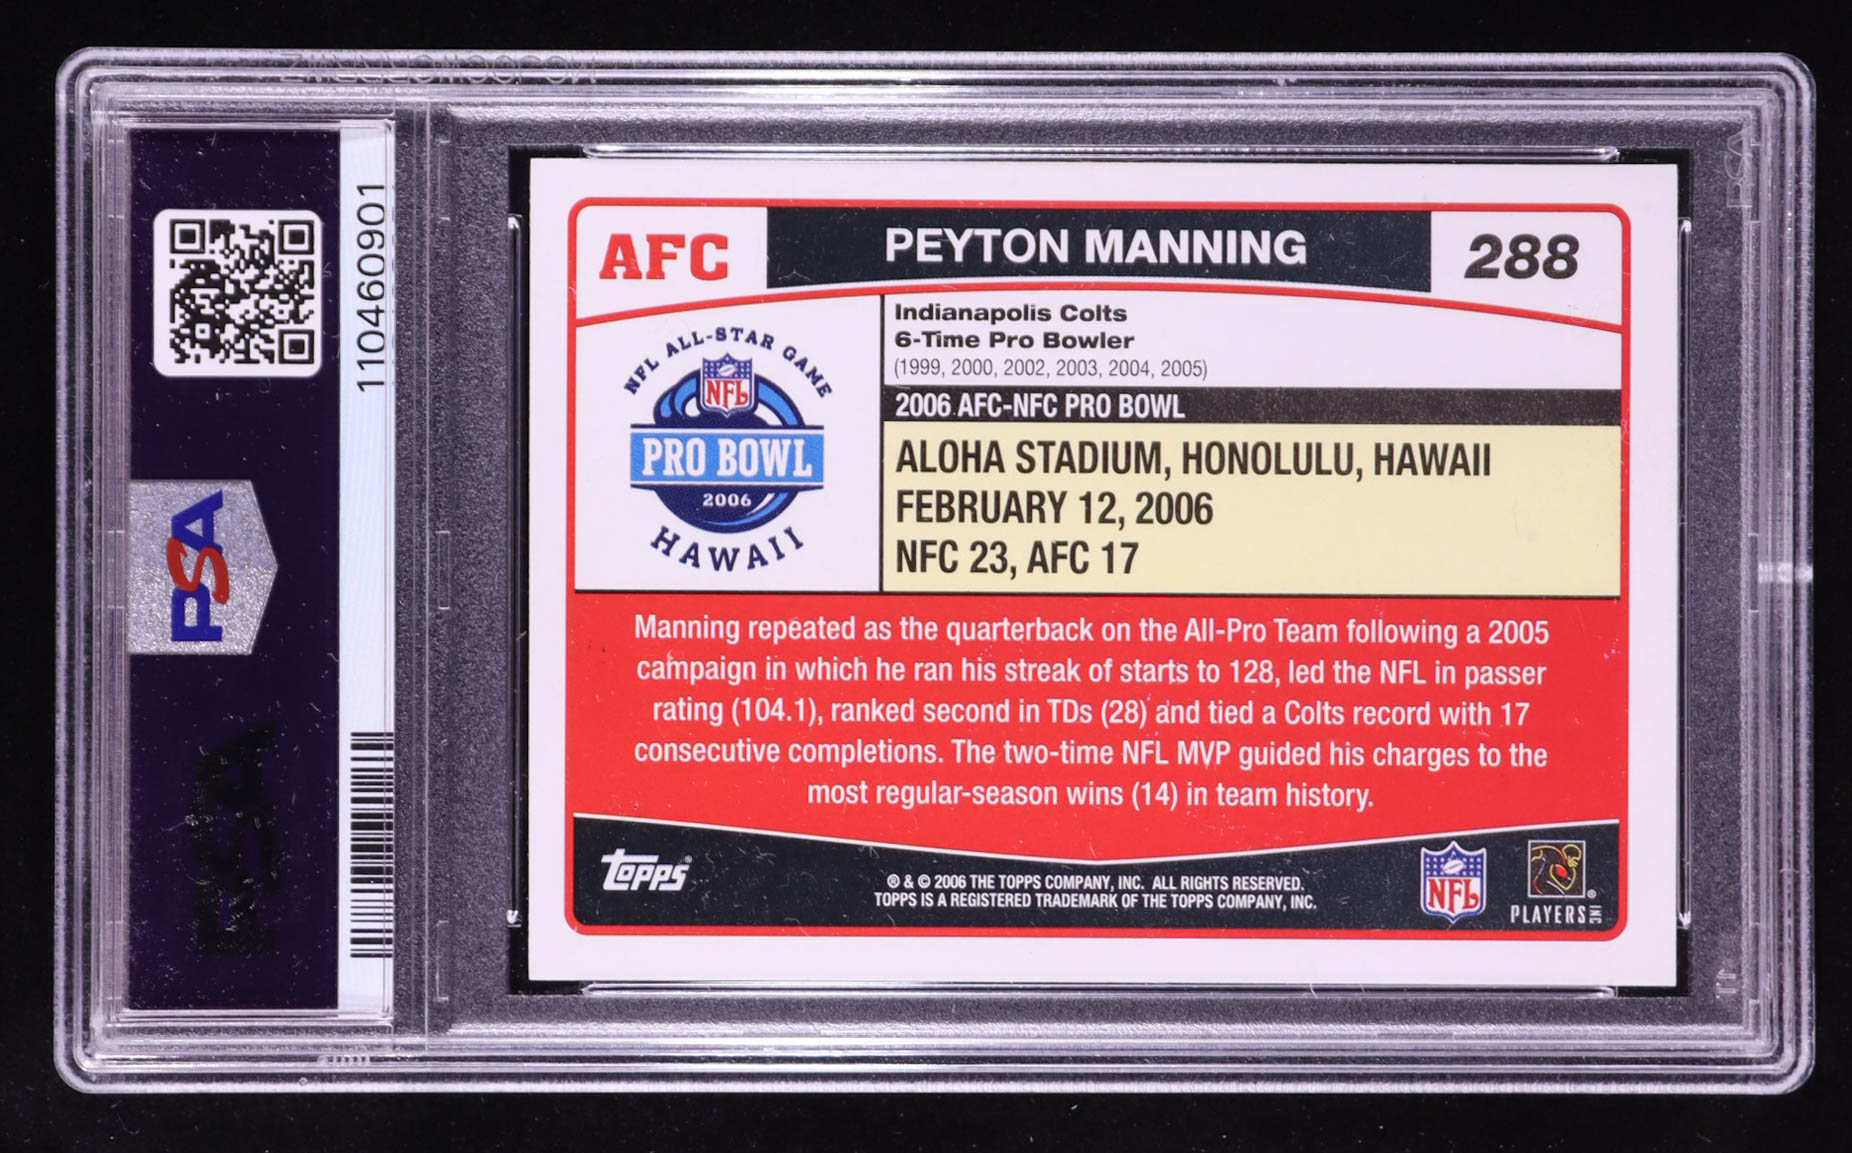 110460901
PSA
PSA
AFC
PEYTON MANNING
288
Indianapolis Colts
6-Time Pro Bowler
(1999, 2000, 2002, 2003, 2004, 2005)
NFL ALL-STAR GAME
NFL
PRO BOWL
2006
HAWAII
2006 AFC-NFC PRO BOWL
ALOHA STADIUM, HONOLULU, HAWAII
FEBRUARY 12, 2006
NFC 23, AFC 17
Manning repeated as the quarterback on the All-Pro Team following a 2005
campaign in which he ran his streak of starts to 128, led the NFL in passer
rating (104.1), ranked second in TDs (28) and tied a Colts record with 17
consecutive completions. The two-time NFL MVP guided his charges to the
most regular-season wins (14) in team history.
Topps®
® & © 2006 THE TOPPS COMPANY, INC. ALL RIGHTS RESERVED.
TOPPS IS A REGISTERED TRADEMARK OF THE TOPPS COMPANY, INC.
NFL
PLAYERS INC®